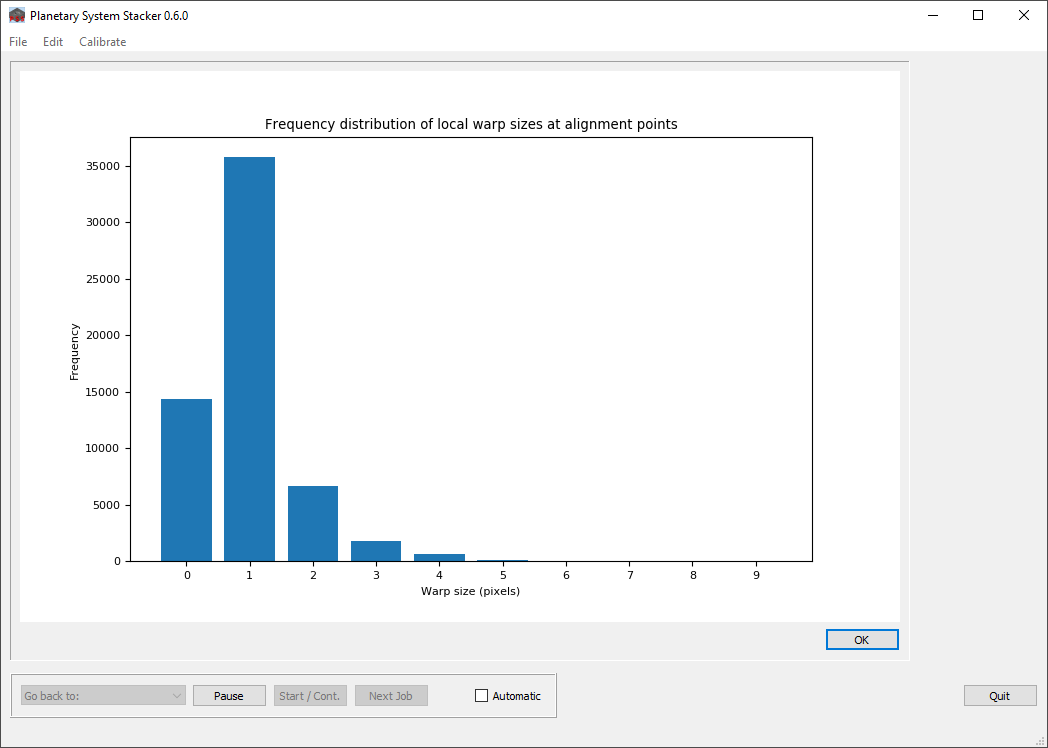 Planetary System Stacker 0.6.0
File Edit Calibrate
Frequency distribution of local warp sizes at alignment points
35000
30000
25000
20000
15000
10000
5000
0
Frequency
0 1 2 3 4 5 6 7 8 9
Warp size (pixels)
OK
Go back to: Pause Start / Cont. Next Job Automatic Quit